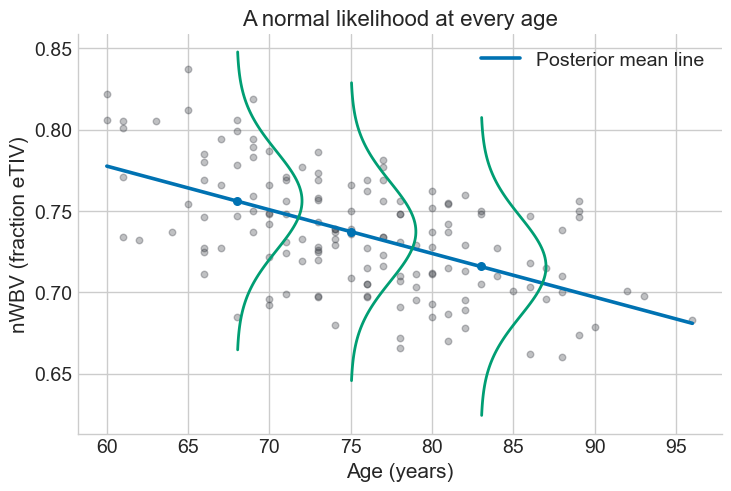 A normal likelihood at every age
Posterior mean line
nWBV (fraction eTIV)
0.85
0.80
0.75
0.70
0.65
60 65 70 75 80 85 90 95
Age (years)